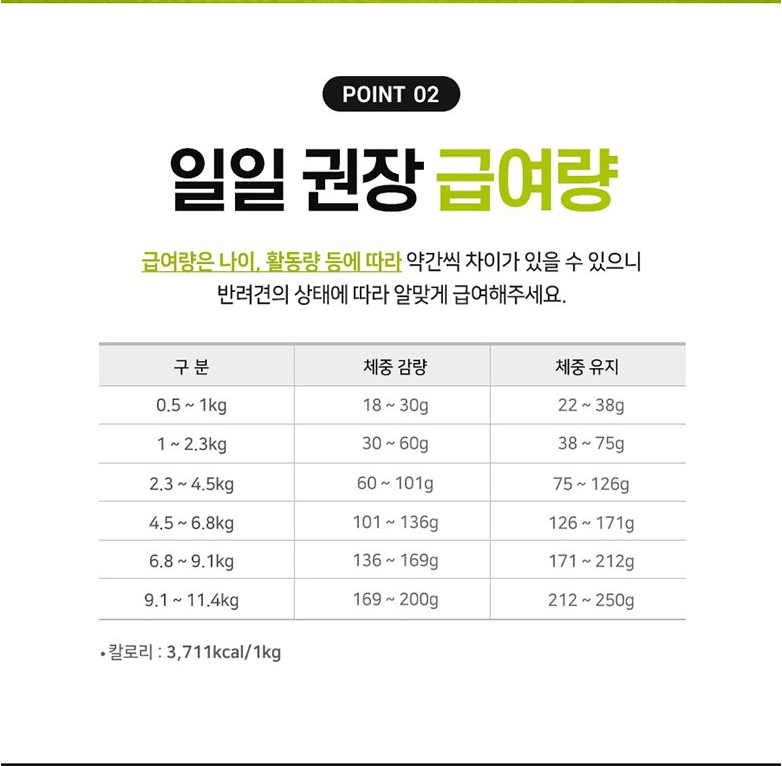 POINT 02
일일 권장 급여량
급여량은 나이, 활동량 등에 따라 약간씩 차이가 있을 수 있으니
반려견의 상태에 따라 알맞게 급여해주세요.
구 분 체중 감량 체중 유지
0.5 ~ 1kg 18 ~ 30g 22 ~ 38g
1 ~ 2.3kg 30 ~ 60g 38 ~ 75g
2.3 ~ 4.5kg 60 ~ 101g 75 ~ 126g
4.5 ~ 6.8kg 101 ~ 136g 126 ~ 171g
6.8 ~ 9.1kg 136 ~ 169g 171 ~ 212g
9.1 ~ 11.4kg 169 ~ 200g 212 ~ 250g
• 칼로리 : 3,711kcal/1kg